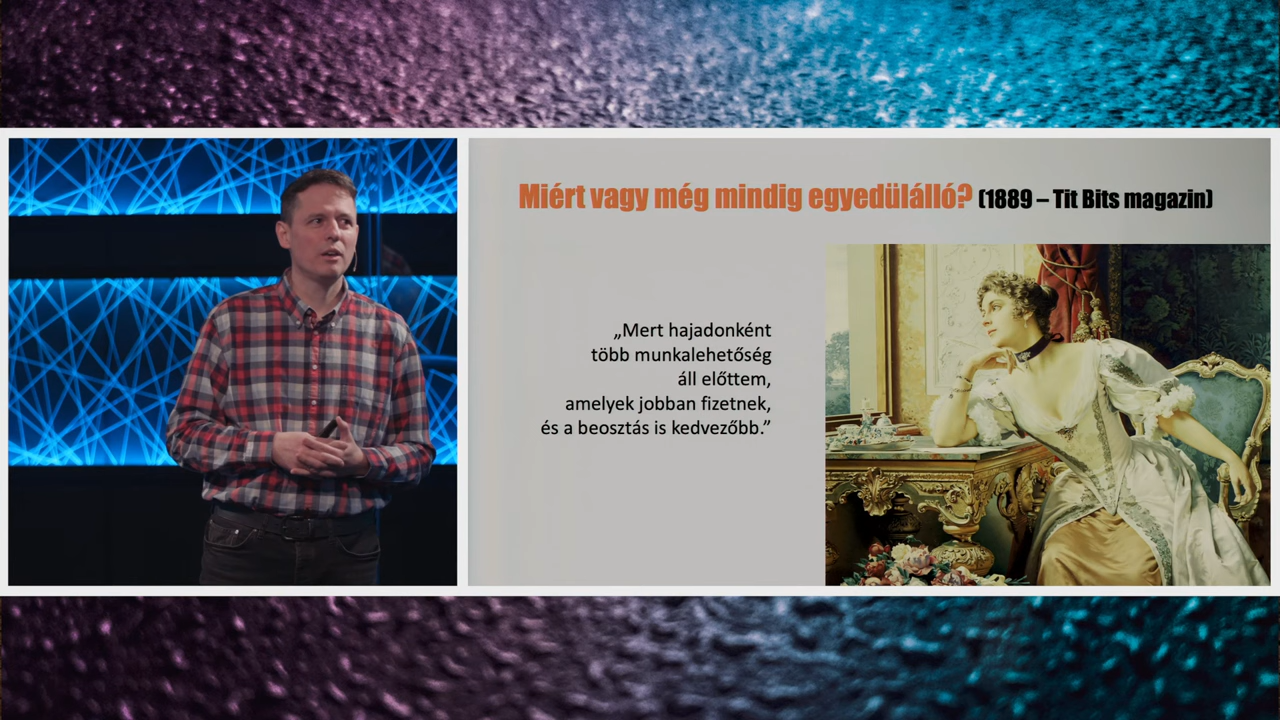 Miért vagy még mindig egyedülálló? (1889 – Tit Bits magazin)
„Mert hajadonként
több munkalehetőség
áll előttem,
amelyek jobban fizetnek,
és a beosztás is kedvezőbb.”